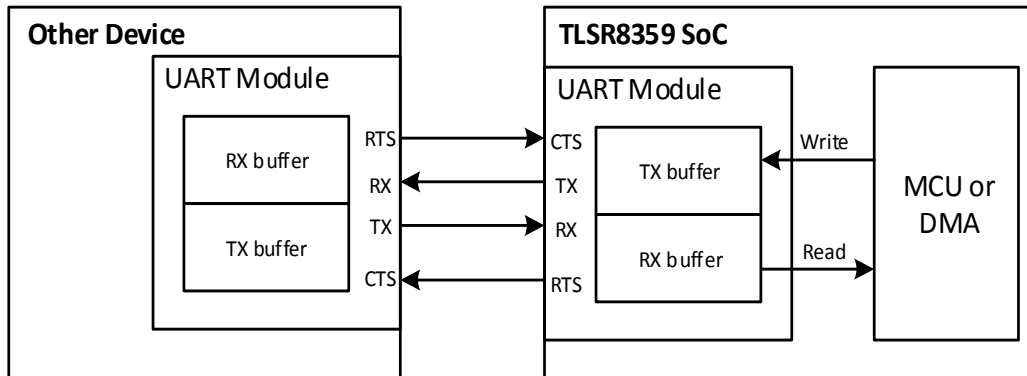 Other Device
UART Module
RX buffer
TX buffer
RTS
RX
TX
CTS
TLSR8359 SoC
UART Module
CTS
TX
RX
RTS
TX buffer
RX buffer
Write
Read
MCU or
DMA